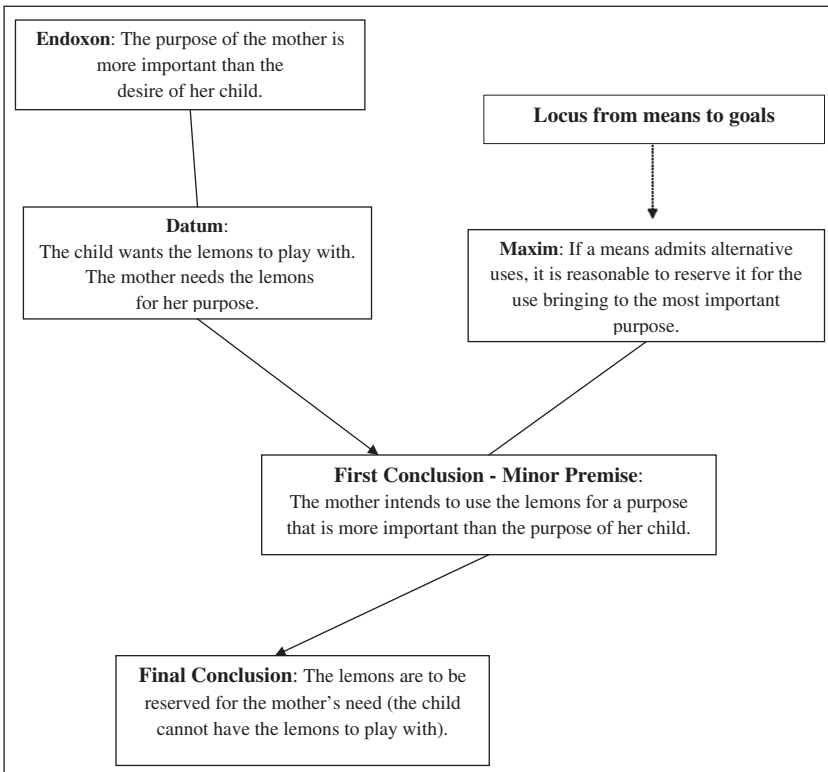 Endoxon: The purpose of the mother is
more important than the
desire of her child.
Locus from means to goals
Datum:
The child wants the lemons to play with.
The mother needs the lemons
for her purpose.
Maxim: If a means admits alternative
uses, it is reasonable to reserve it for the
use bringing to the most important
purpose.
First Conclusion - Minor Premise:
The mother intends to use the lemons for a purpose
that is more important than the purpose of her child.
Final Conclusion: The lemons are to be
reserved for the mother’s need (the child
cannot have the lemons to play with).